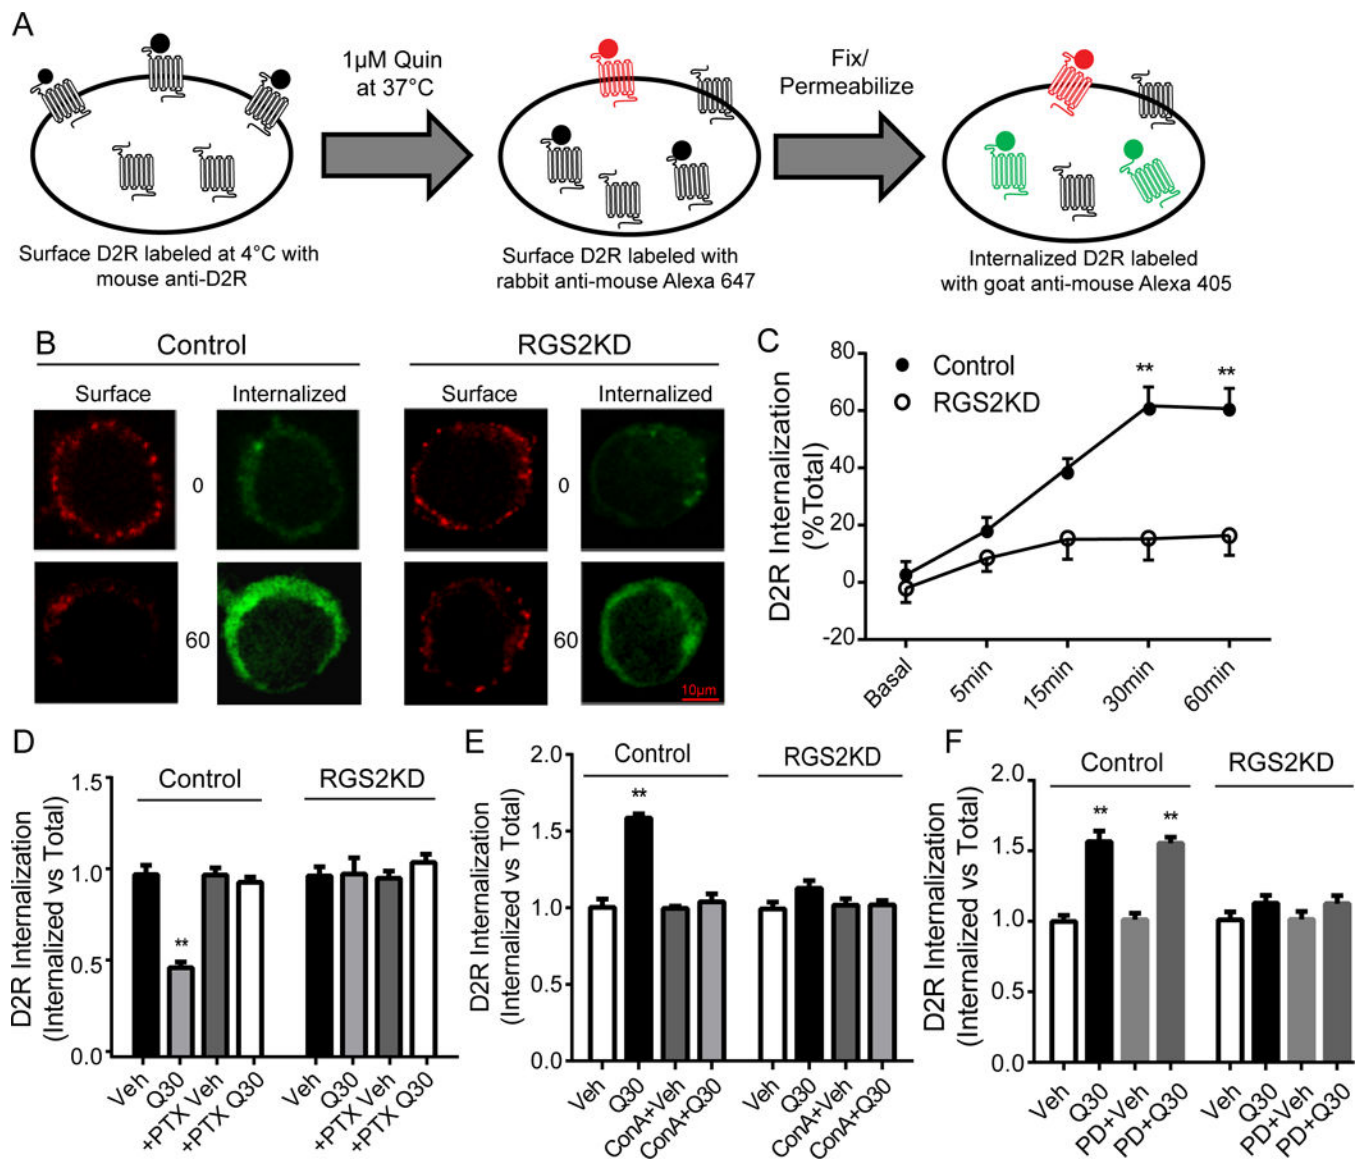 A
1µM Quin
at 37°C
Fix/
Permeabilize
Surface D2R labeled at 4°C with
mouse anti-D2R
Surface D2R labeled with
rabbit anti-mouse Alexa 647
Internalized D2R labeled
with goat anti-mouse Alexa 405
B
Control
RGS2KD
Surface
Internalized
Surface
Internalized
0
0
60
60
10µm
C
D2R Internalization
(%Total)
80
60
40
20
0
-20
Control
RGS2KD
**
**
Basal
5min
15min
30min
60min
D
D2R Internalization
(Internalized vs Total)
1.5
1.0
0.5
0.0
Control
RGS2KD
**
Veh
Q30
+PTX Veh
+PTX Q30
Veh
Q30
+PTX Veh
+PTX Q30
E
D2R Internalization
(Internalized vs Total)
2.0
1.5
1.0
0.5
0.0
Control
RGS2KD
**
Veh
Q30
ConA+Veh
ConA+Q30
Veh
Q30
ConA+Veh
ConA+Q30
F
D2R Internalization
(Internalized vs Total)
2.0
1.5
1.0
0.5
0.0
Control
RGS2KD
**
**
Veh
Q30
PD+Veh
PD+Q30
Veh
Q30
PD+Veh
PD+Q30